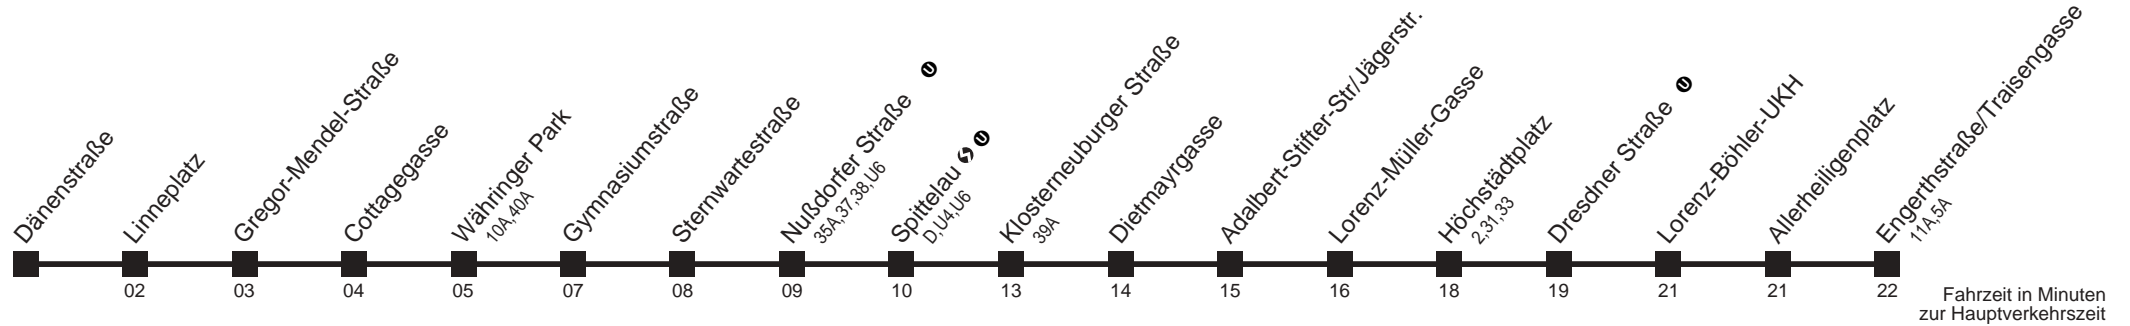 Dänenstraße
Linneplatz
Gregor-Mendel-Straße
Cottagegasse
Währinger Park
10A,40A
Gymnasiumstraße
Sternwartestraße
Nußdorfer Straße U
35A,37,38,U6
Spittelau S U
D,U4,U6
Klosterneuburger Straße
39A
Dietmayrgasse
Adalbert-Stifter-Str/Jägerstr.
Lorenz-Müller-Gasse
Höchstädtplatz
2,31,33
Dresdner Straße U
Lorenz-Böhler-UKH
Allerheiligenplatz
Engerthstraße/Traisengasse
11A,5A
02 03 04 05 07 08 09 10 13 14 15 16 18 19 21 21 22
Fahrzeit in Minuten
zur Hauptverkehrszeit